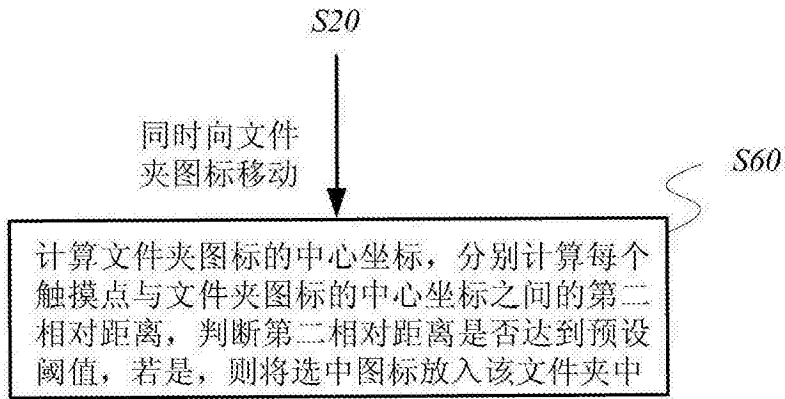 S20
同时向文件
夹图标移动
S60
计算文件夹图标的中心坐标，分别计算每个
触摸点与文件夹图标的中心坐标之间的第二
相对距离，判断第二相对距离是否达到预设
阈值，若是，则将选中图标放入该文件夹中